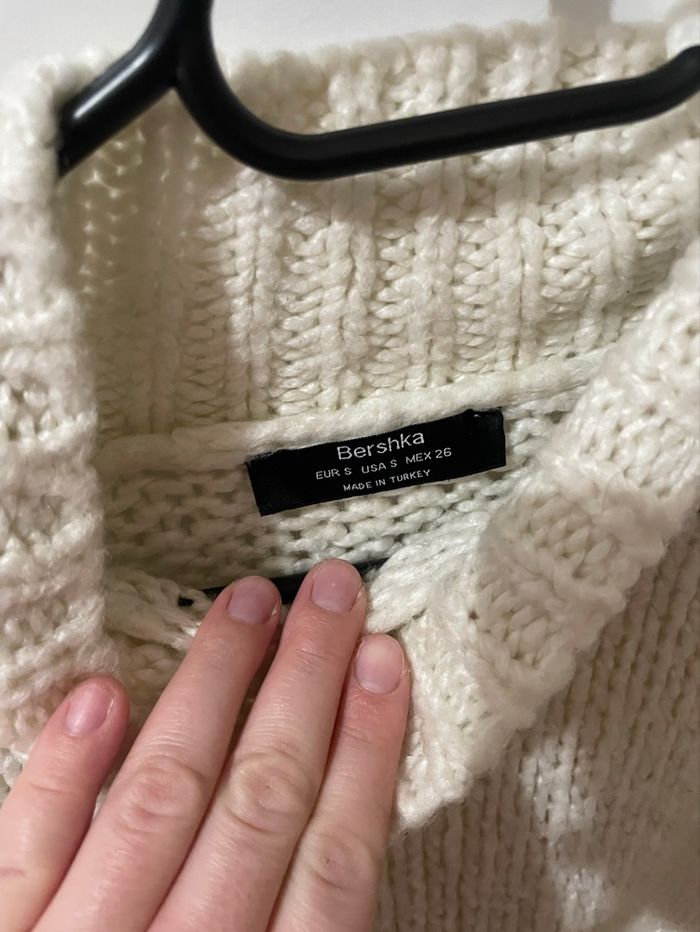 Bershka
EUR S USA S MEX 26
MADE IN TURKEY